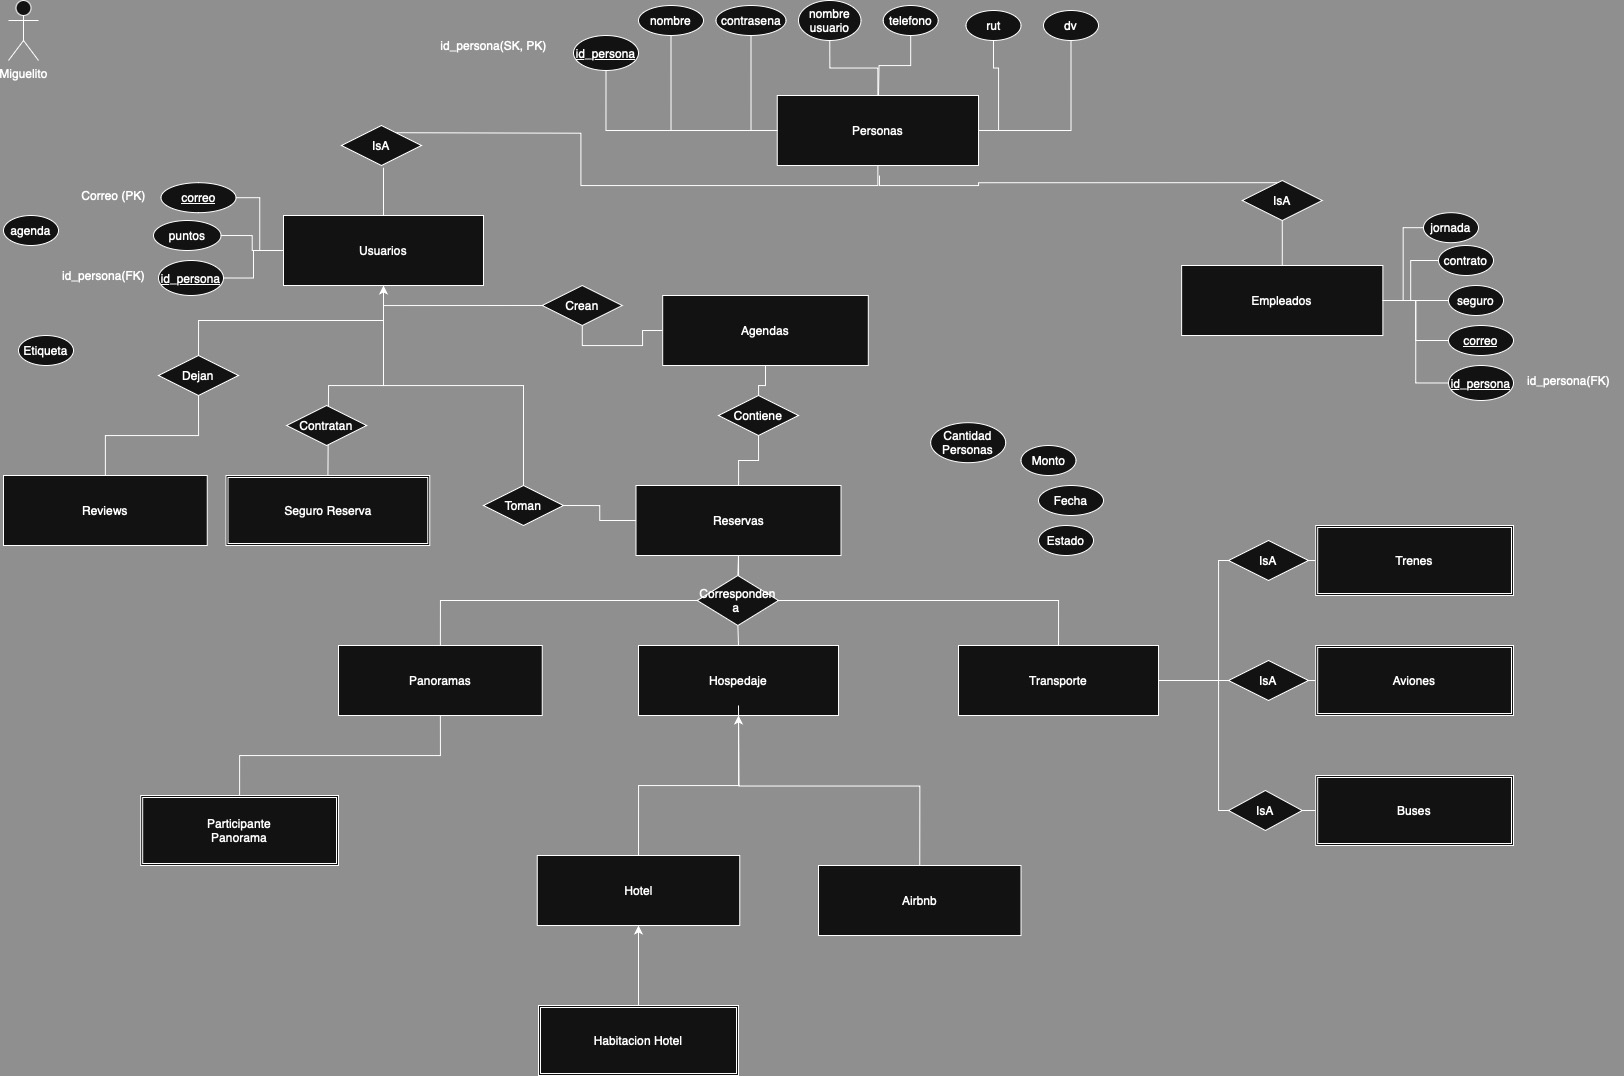 Miguelito
nombre
contrasena
nombre
usuario
telefono
rut
dv
id_persona(SK, PK)
id_persona
Personas
IsA
Correo (PK)
correo
agenda
puntos
id_persona(FK)
id_persona
Usuarios
IsA
jornada
contrato
Empleados
seguro
correo
id_persona
id_persona(FK)
Crean
Agendas
Etiqueta
Dejan
Contratan
Contiene
Cantidad
Personas
Monto
Fecha
Estado
Reviews
Seguro Reserva
Toman
Reservas
Corresponden
a
IsA
Trenes
Panoramas
Hospedaje
Transporte
IsA
Aviones
IsA
Buses
Participante
Panorama
Hotel
Airbnb
Habitacion Hotel